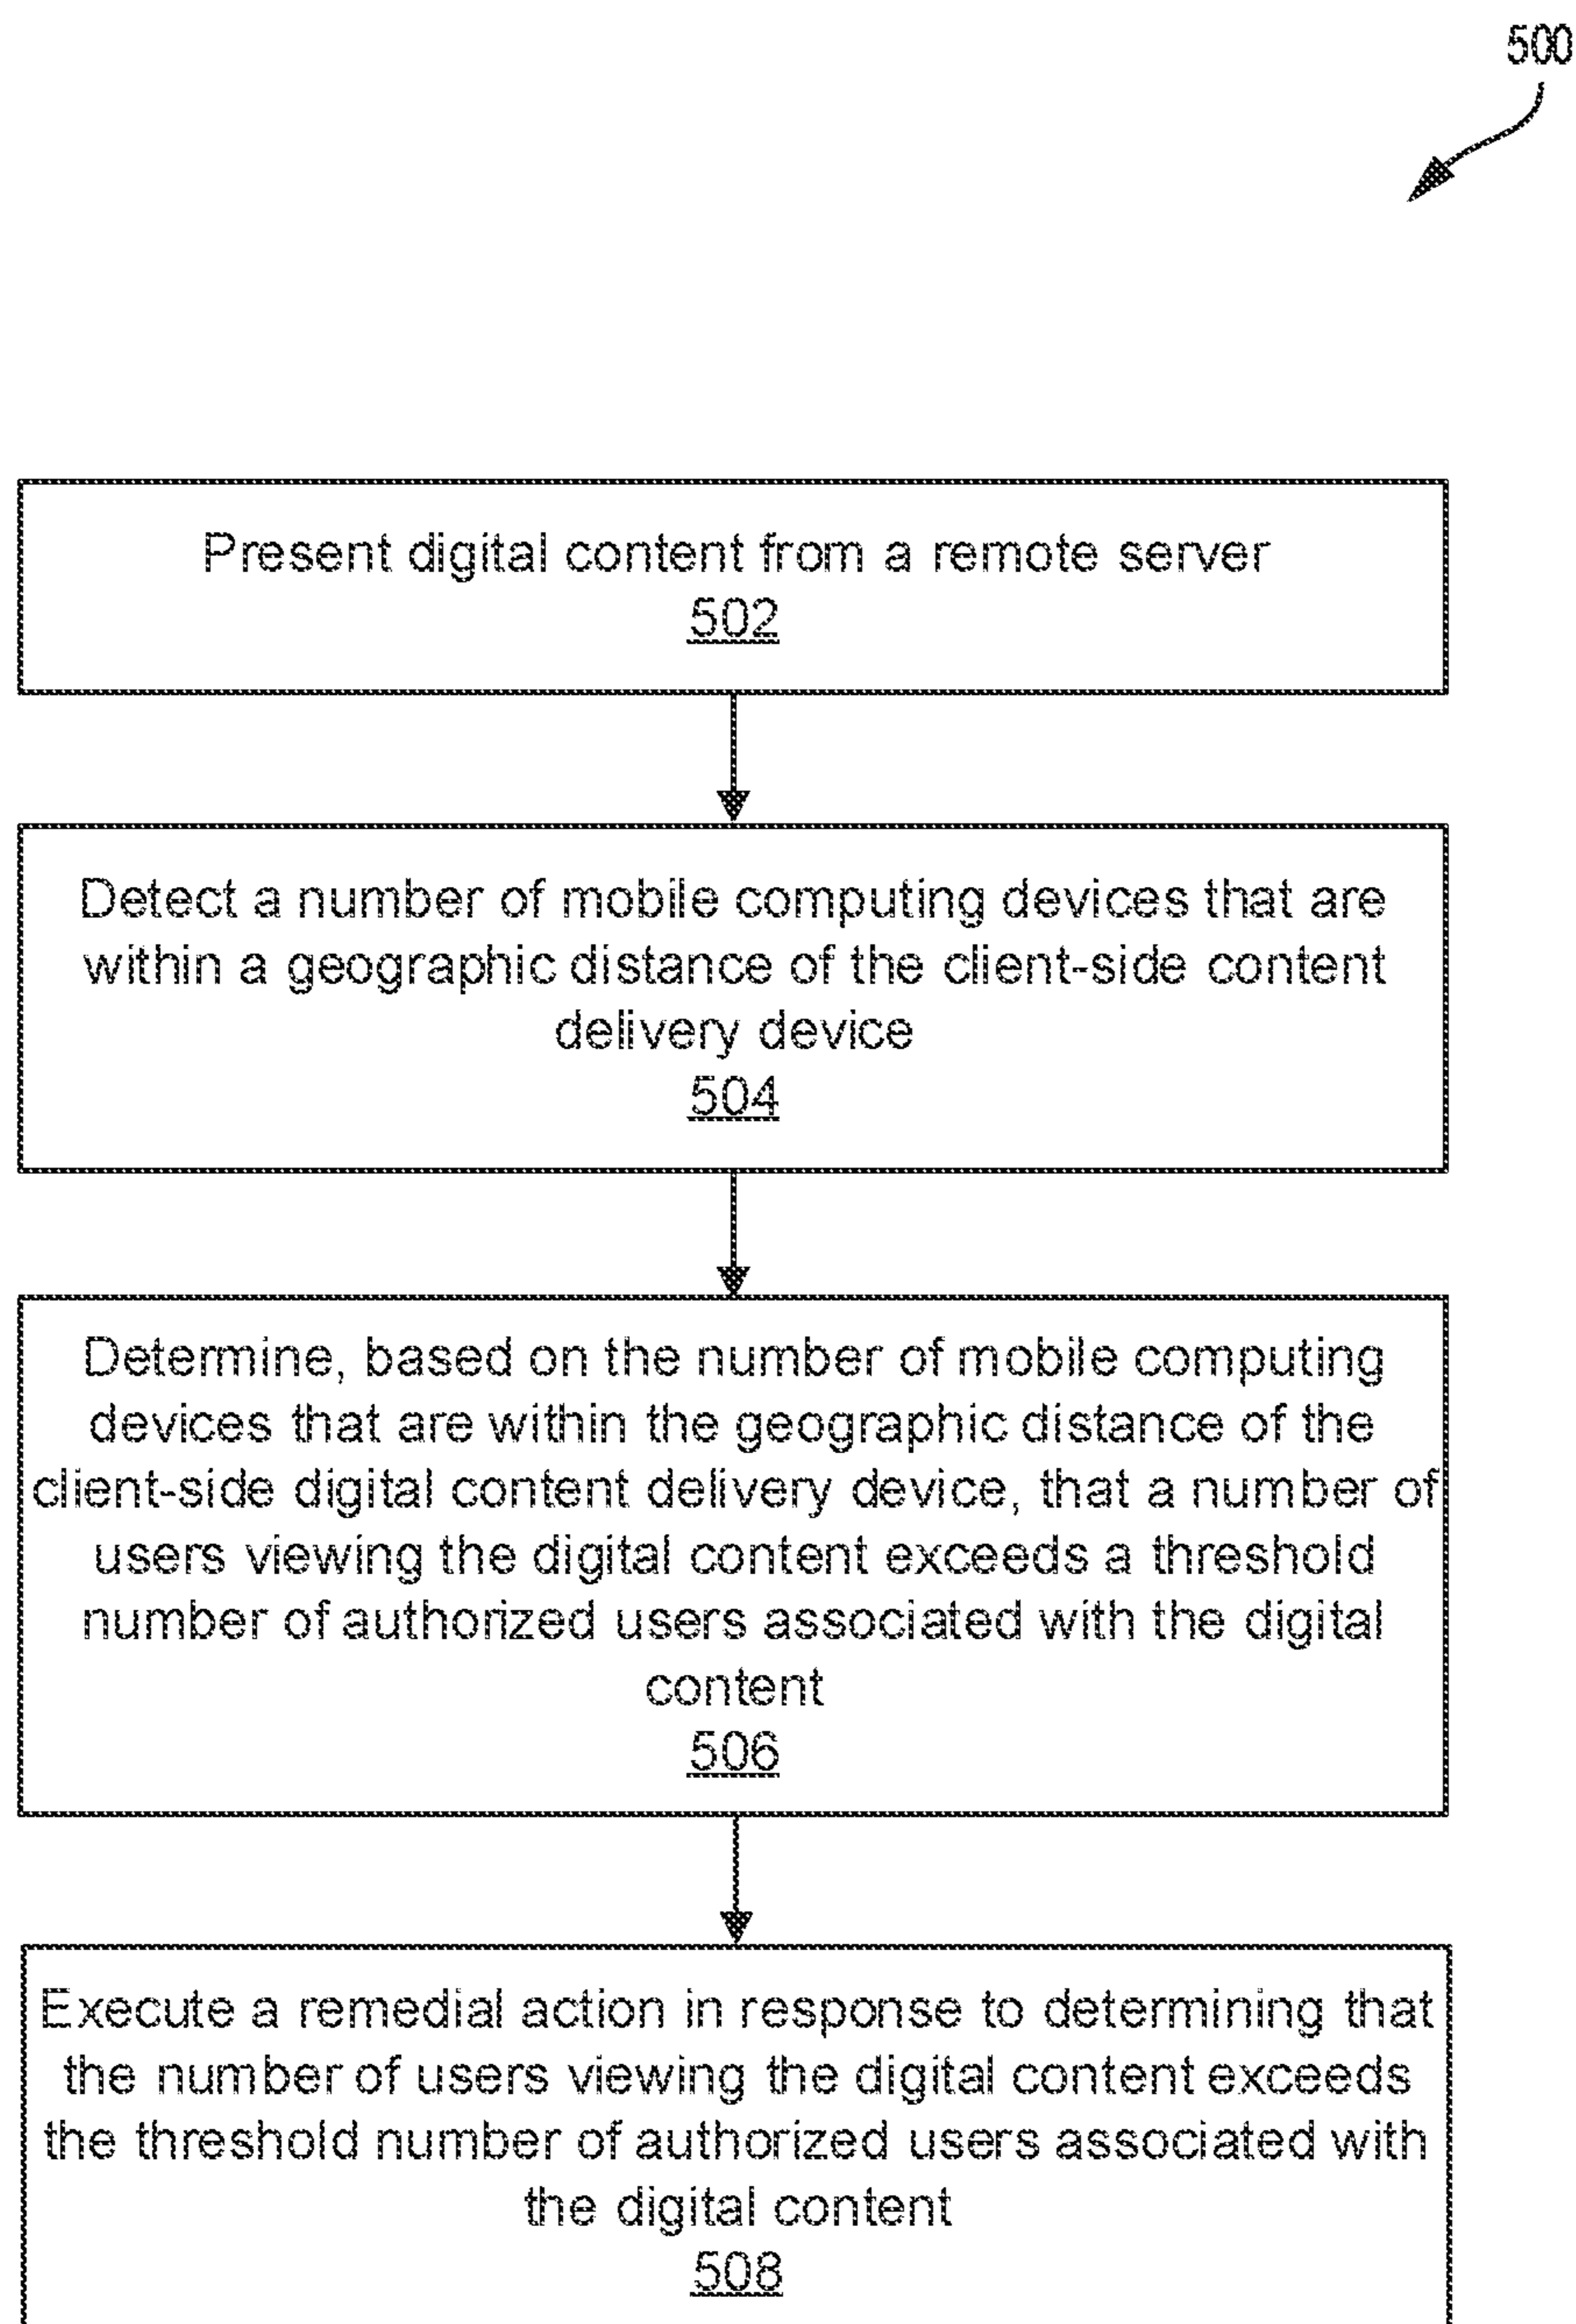 500
Present digital content from a remote server
502
Detect a number of mobile computing devices that are
within a geographic distance of the client-side content
delivery device
504
Determine, based on the number of mobile computing
devices that are within the geographic distance of the
client-side digital content delivery device, that a number of
users viewing the digital content exceeds a threshold
number of authorized users associated with the digital
content
506
Execute a remedial action in response to determining that
the number of users viewing the digital content exceeds
the threshold number of authorized users associated with
the digital content
508